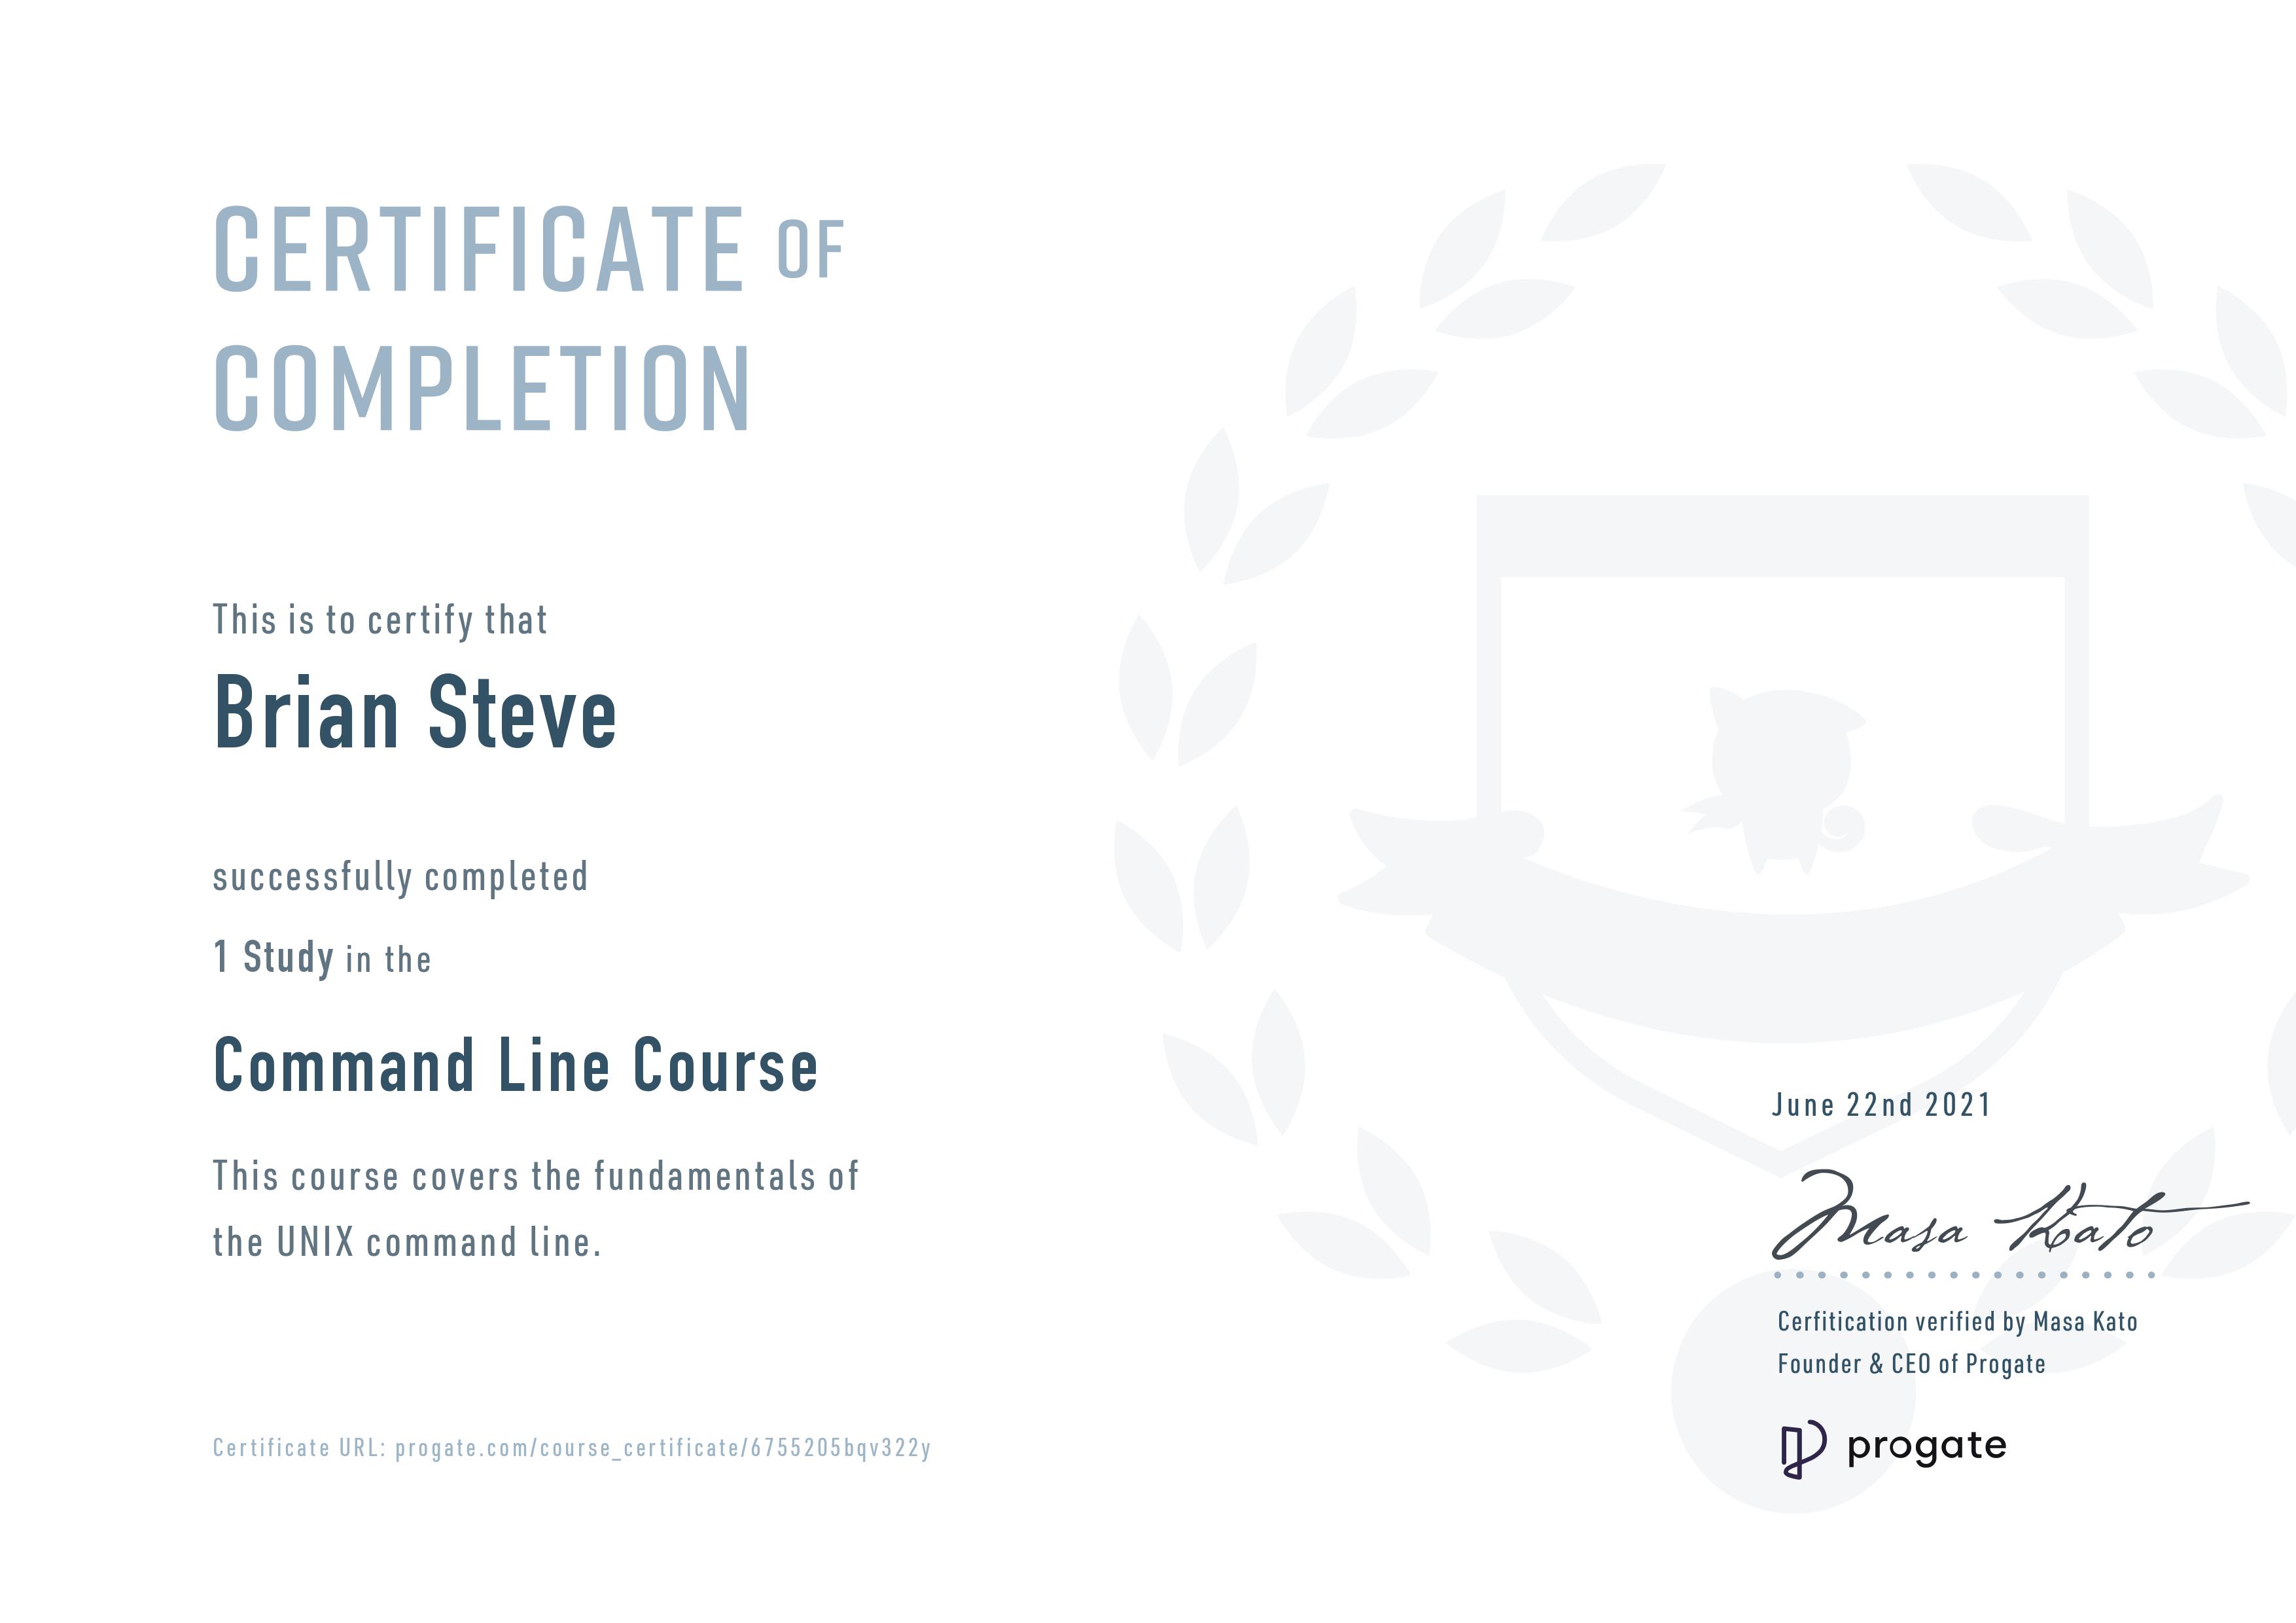 CERTIFICATE OF
COMPLETION
This is to certify that
Brian Steve
successfully completed
1 Study in the
Command Line Course
This course covers the fundamentals of
the UNIX command line.
Certificate URL: progate.com/course_certificate/6755205bqv322y
June 22nd 2021
Masa Kato
Cerfitication verified by Masa Kato
Founder & CEO of Progate
progate